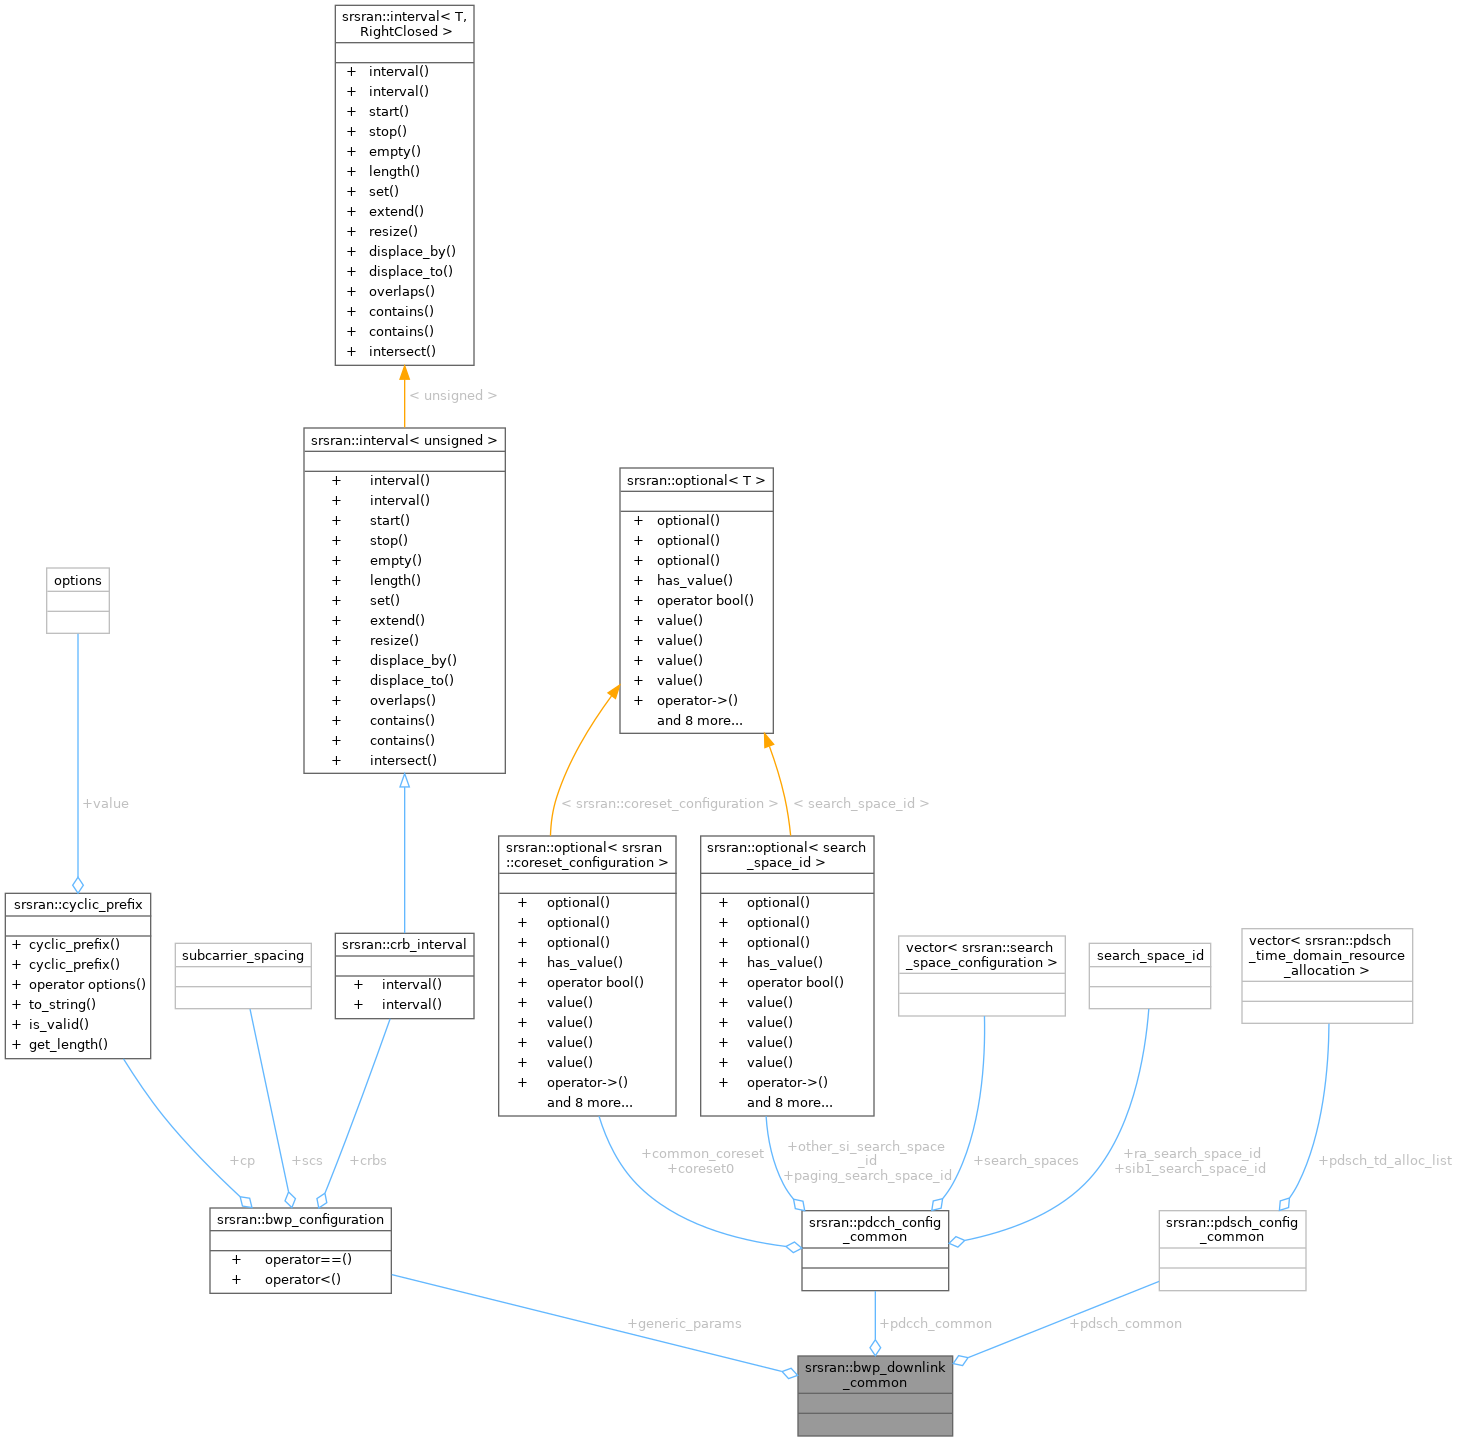 srsran::interval< T,
RightClosed >
+ interval()
+ interval()
+ start()
+ stop()
+ empty()
+ length()
+ set()
+ extend()
+ resize()
+ displace_by()
+ displace_to()
+ overlaps()
+ contains()
+ contains()
+ intersect()
< unsigned >
srsran::interval< unsigned >
+ interval()
+ interval()
+ start()
+ stop()
+ empty()
+ length()
+ set()
+ extend()
+ resize()
+ displace_by()
+ displace_to()
+ overlaps()
+ contains()
+ contains()
+ intersect()
srsran::optional< T >
+ optional()
+ optional()
+ optional()
+ has_value()
+ operator bool()
+ value()
+ value()
+ value()
+ value()
+ operator->()
and 8 more...
options
+value
< srsran::coreset_configuration >
< search_space_id >
srsran::cyclic_prefix
+ cyclic_prefix()
+ cyclic_prefix()
+ operator options()
+ to_string()
+ is_valid()
+ get_length()
subcarrier_spacing
srsran::crb_interval
+ interval()
+ interval()
srsran::optional< srsran
::coreset_configuration >
+ optional()
+ optional()
+ optional()
+ has_value()
+ operator bool()
+ value()
+ value()
+ value()
+ value()
+ operator->()
and 8 more...
srsran::optional< search
_space_id >
+ optional()
+ optional()
+ optional()
+ has_value()
+ operator bool()
+ value()
+ value()
+ value()
+ value()
+ operator->()
and 8 more...
vector< srsran::search
_space_configuration >
search_space_id
vector< srsran::pdsch
_time_domain_resource
_allocation >
+cp
+scs
+crbs
+common_coreset
+coreset0
+other_si_search_space
_id
+paging_search_space_id
+search_spaces
+ra_search_space_id
+sib1_search_space_id
+pdsch_td_alloc_list
srsran::bwp_configuration
+ operator==()
+ operator<()
srsran::pdcch_config
_common
srsran::pdsch_config
_common
+generic_params
+pdcch_common
+pdsch_common
srsran::bwp_downlink
_common